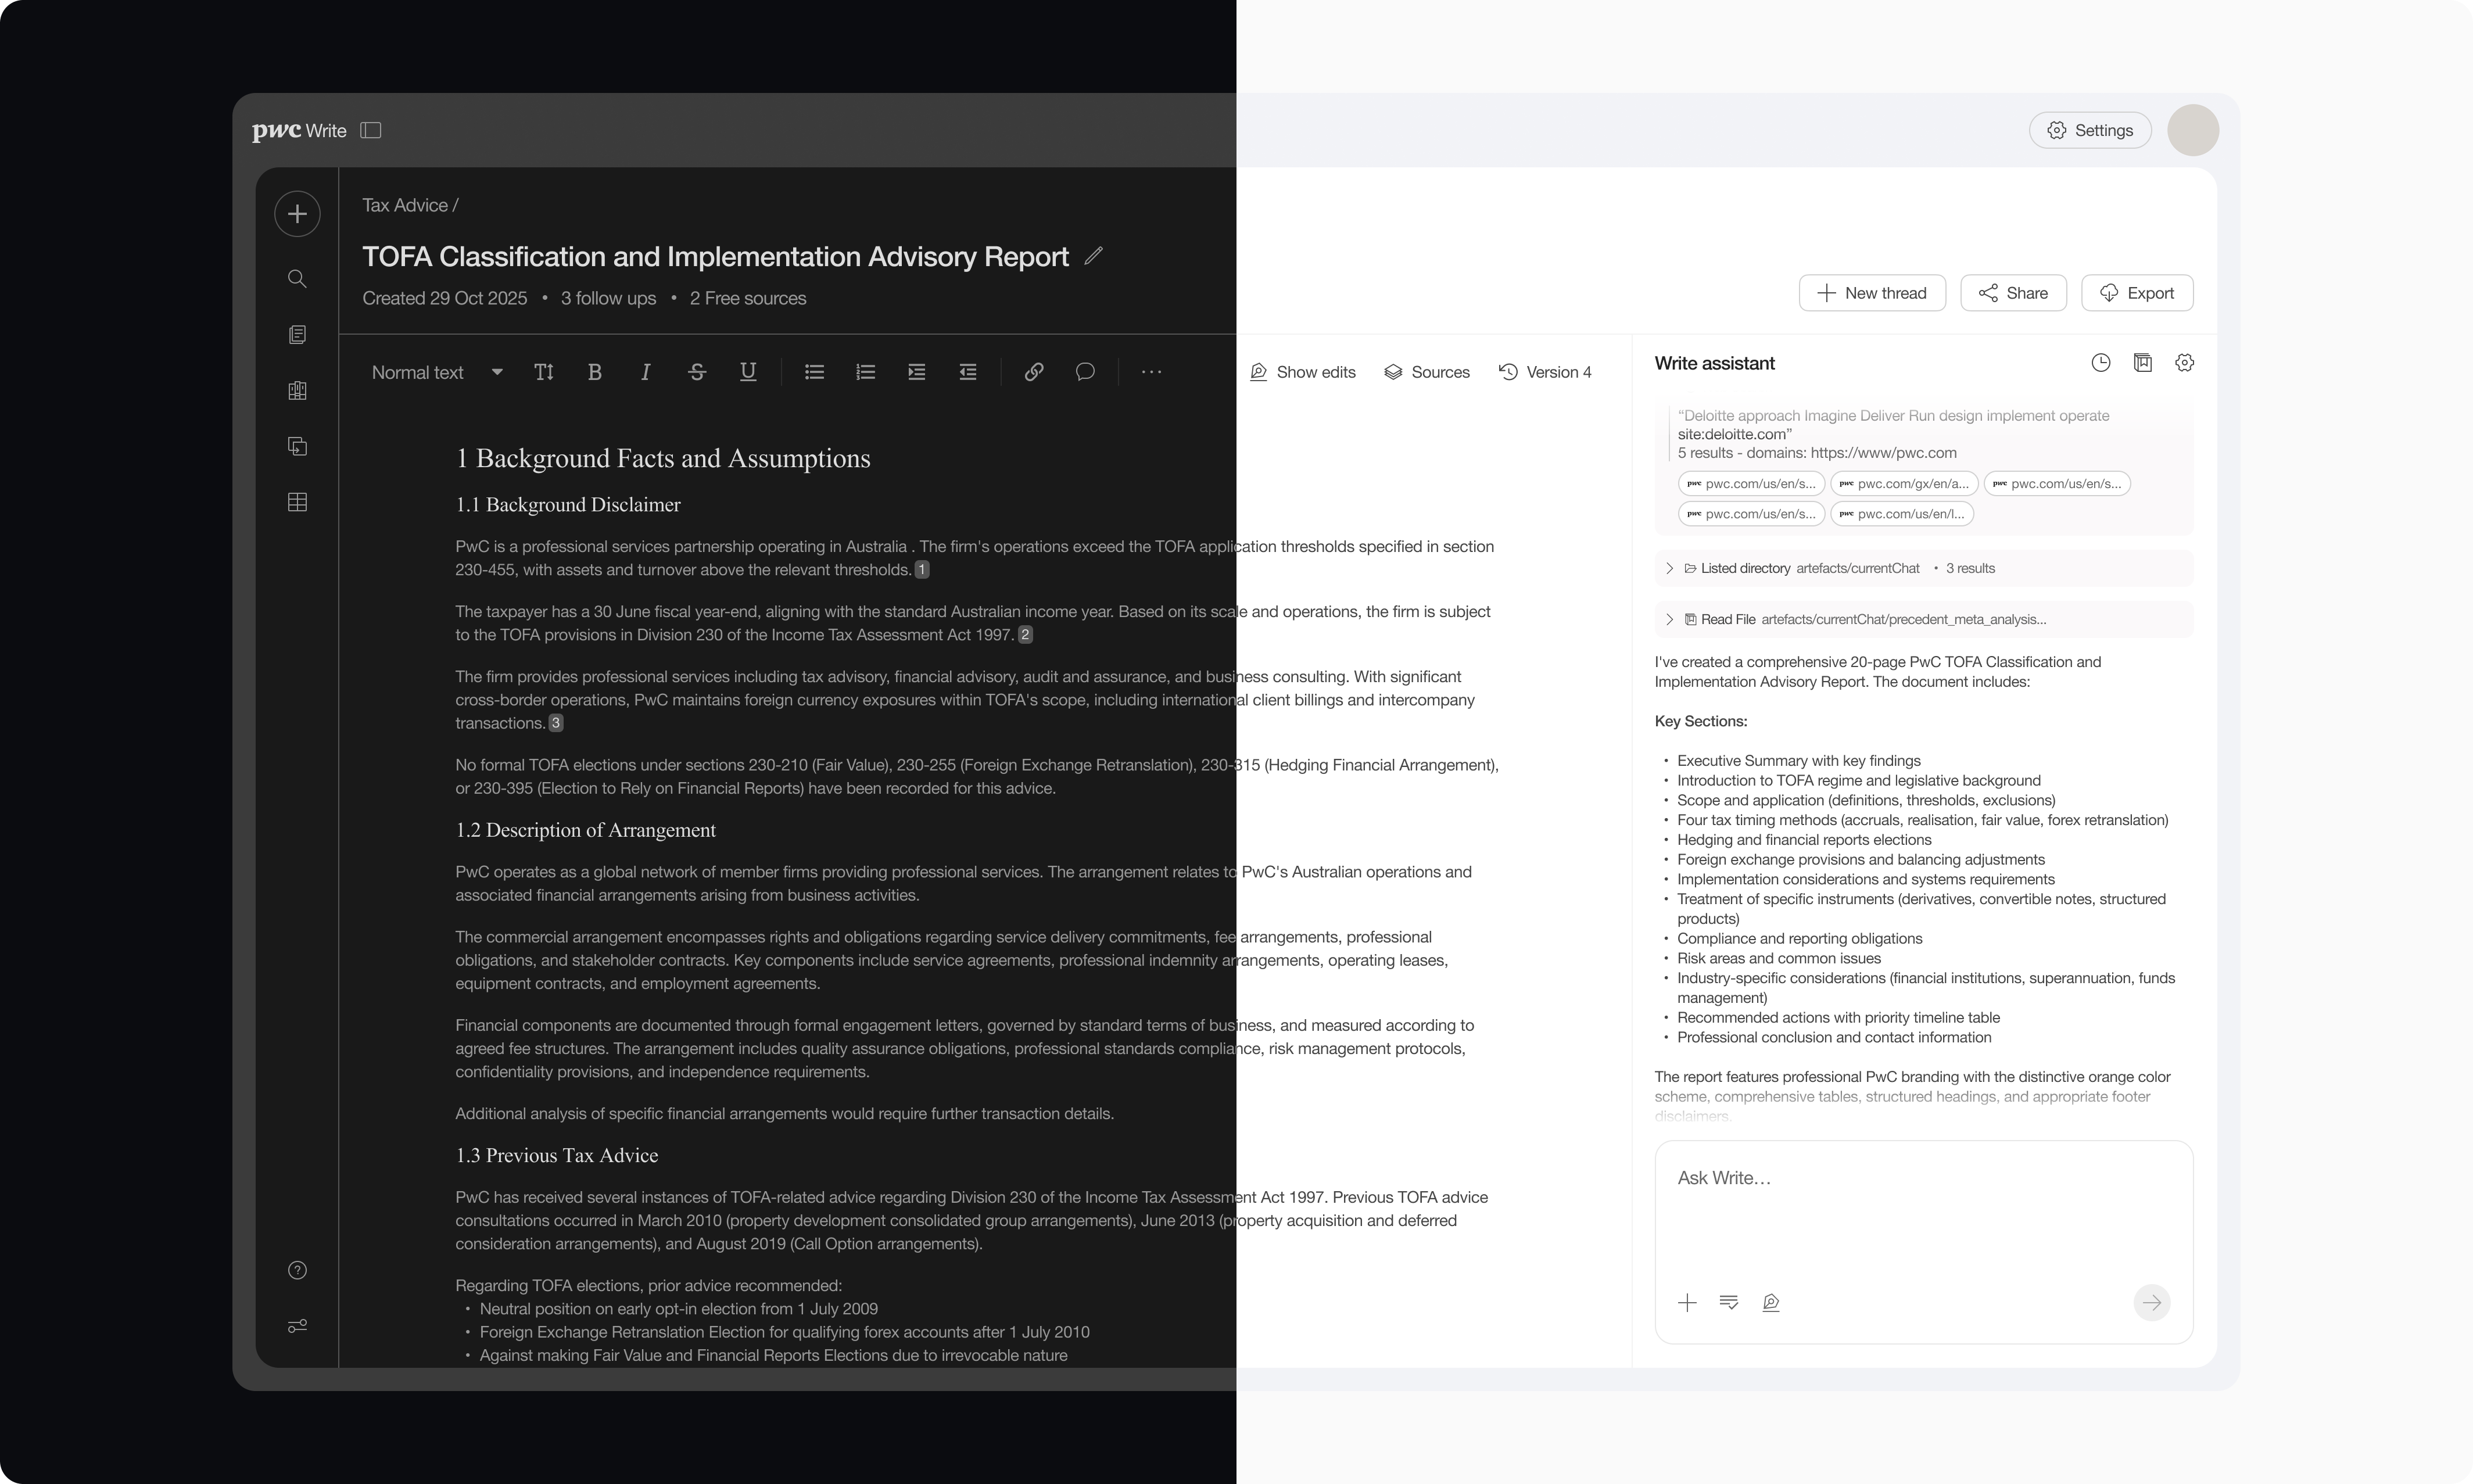 pwc Write
Settings
Tax Advice /
TOFA Classification and Implementation Advisory Report
Created 29 Oct 2025 • 3 follow ups • 2 Free sources
New thread
Share
Export
Normal text
B I S U
Show edits
Sources
Version 4
1 Background Facts and Assumptions
1.1 Background Disclaimer
PwC is a professional services partnership operating in Australia . The firm's operations exceed the TOFA application thresholds specified in section
230-455, with assets and turnover above the relevant thresholds. 1
The taxpayer has a 30 June fiscal year-end, aligning with the standard Australian income year. Based on its scale and operations, the firm is subject
to the TOFA provisions in Division 230 of the Income Tax Assessment Act 1997. 2
The firm provides professional services including tax advisory, financial advisory, audit and assurance, and business consulting. With significant
cross-border operations, PwC maintains foreign currency exposures within TOFA's scope, including international client billings and intercompany
transactions. 3
No formal TOFA elections under sections 230-210 (Fair Value), 230-255 (Foreign Exchange Retranslation), 230-315 (Hedging Financial Arrangement),
or 230-395 (Election to Rely on Financial Reports) have been recorded for this advice.
1.2 Description of Arrangement
PwC operates as a global network of member firms providing professional services. The arrangement relates to PwC's Australian operations and
associated financial arrangements arising from business activities.
The commercial arrangement encompasses rights and obligations regarding service delivery commitments, fee arrangements, professional
obligations, and stakeholder contracts. Key components include service agreements, professional indemnity arrangements, operating leases,
equipment contracts, and employment agreements.
Financial components are documented through formal engagement letters, governed by standard terms of business, and measured according to
agreed fee structures. The arrangement includes quality assurance obligations, professional standards compliance, risk management protocols,
confidentiality provisions, and independence requirements.
Additional analysis of specific financial arrangements would require further transaction details.
1.3 Previous Tax Advice
PwC has received several instances of TOFA-related advice regarding Division 230 of the Income Tax Assessment Act 1997. Previous TOFA advice
consultations occurred in March 2010 (property development consolidated group arrangements), June 2013 (property acquisition and deferred
consideration arrangements), and August 2019 (Call Option arrangements).
Regarding TOFA elections, prior advice recommended:
• Neutral position on early opt-in election from 1 July 2009
• Foreign Exchange Retranslation Election for qualifying forex accounts after 1 July 2010
• Against making Fair Value and Financial Reports Elections due to irrevocable nature
Write assistant
“Deloitte approach Imagine Deliver Run design implement operate
site:deloitte.com”
5 results - domains: https://www/pwc.com
pwc pwc.com/us/en/s...
pwc pwc.com/gx/en/a...
pwc pwc.com/us/en/s...
pwc pwc.com/us/en/s...
pwc pwc.com/us/en/l...
Listed directory artefacts/currentChat • 3 results
Read File artefacts/currentChat/precedent_meta_analysis...
I've created a comprehensive 20-page PwC TOFA Classification and
Implementation Advisory Report. The document includes:
Key Sections:
• Executive Summary with key findings
• Introduction to TOFA regime and legislative background
• Scope and application (definitions, thresholds, exclusions)
• Four tax timing methods (accruals, realisation, fair value, forex retranslation)
• Hedging and financial reports elections
• Foreign exchange provisions and balancing adjustments
• Implementation considerations and systems requirements
• Treatment of specific instruments (derivatives, convertible notes, structured
products)
• Compliance and reporting obligations
• Risk areas and common issues
• Industry-specific considerations (financial institutions, superannuation, funds
management)
• Recommended actions with priority timeline table
• Professional conclusion and contact information
The report features professional PwC branding with the distinctive orange color
scheme, comprehensive tables, structured headings, and appropriate footer
disclaimers.
Ask Write…